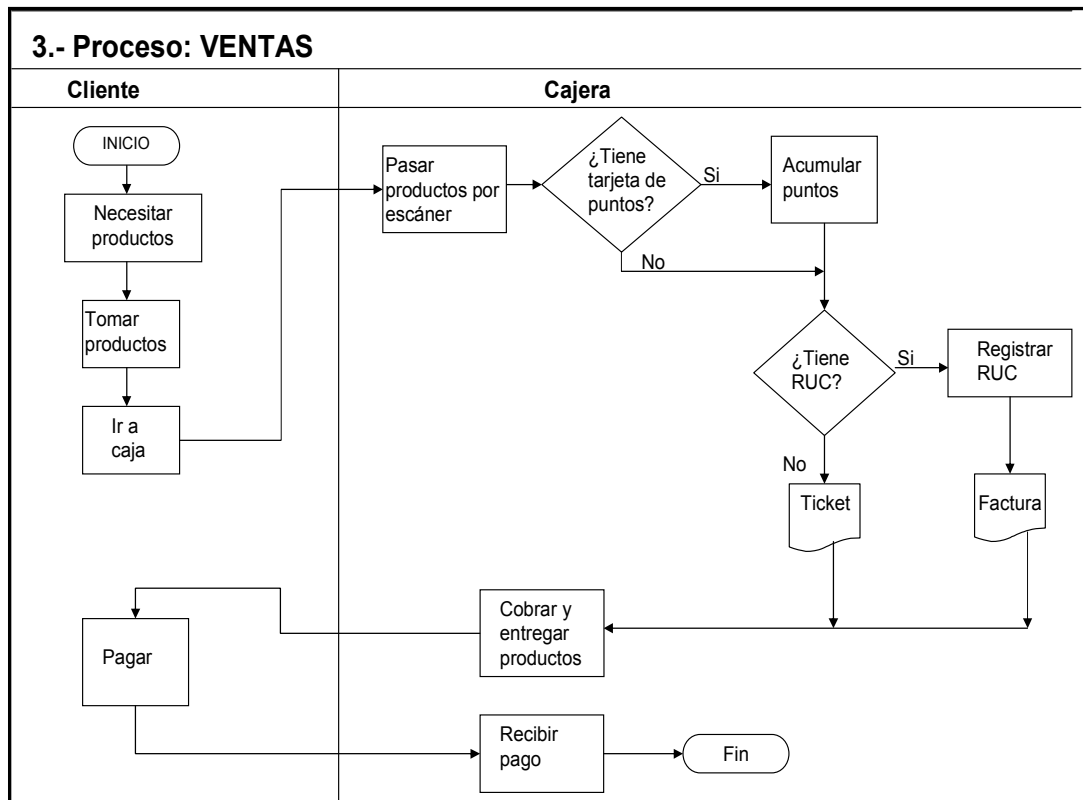 3.- Proceso: VENTAS
Cliente
Cajera
INICIO
Necesitar
productos
Tomar
productos
Ir a
caja
Pasar
productos por
escáner
¿Tiene
tarjeta de
puntos?
Si
Acumular
puntos
No
¿Tiene
RUC?
Si
Registrar
RUC
No
Ticket
Factura
Cobrar y
entregar
productos
Pagar
Recibir
pago
Fin